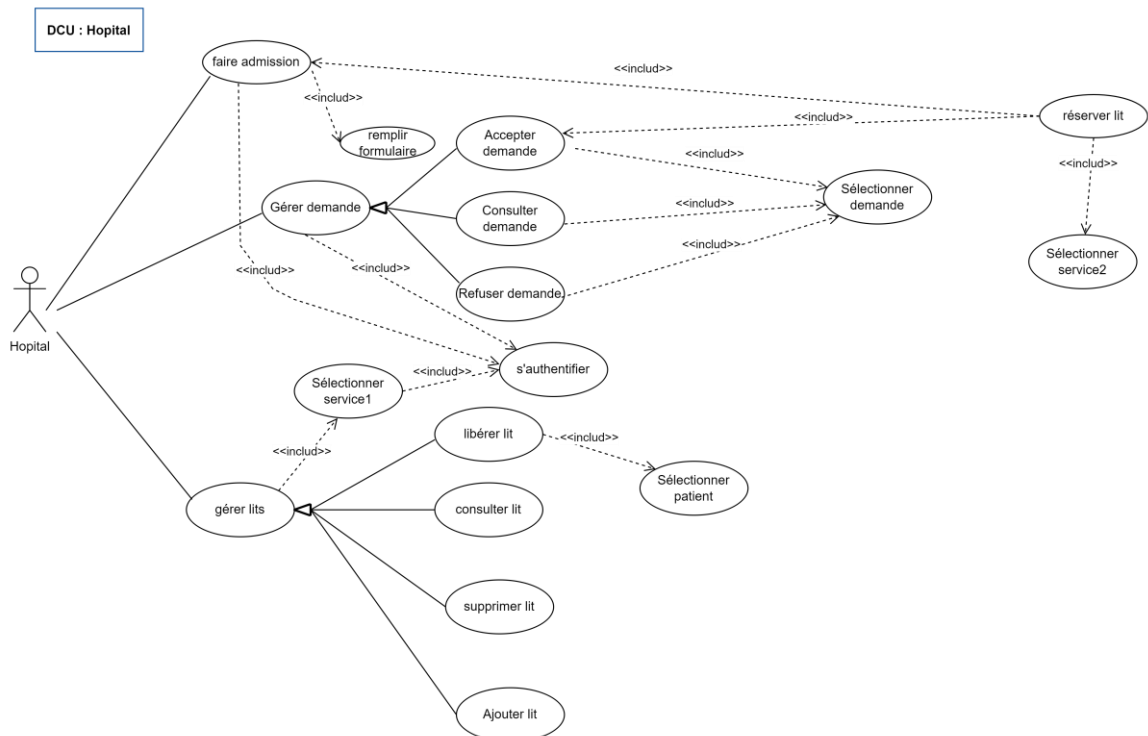 DCU : Hopital
faire admission
<<includ>>
<<includ>>
réserver lit
<<includ>>
remplir
formulaire
Accepter
demande
<<includ>>
<<includ>>
Gérer demande
Consulter
demande
<<includ>>
Sélectionner
demande
<<includ>>
<<includ>>
<<includ>>
Sélectionner
service2
Refuser demande
Hopital
Sélectionner
service1
<<includ>>
s'authentifier
<<includ>>
libérer lit
<<includ>>
Sélectionner
patient
gérer lits
consulter lit
supprimer lit
Ajouter lit